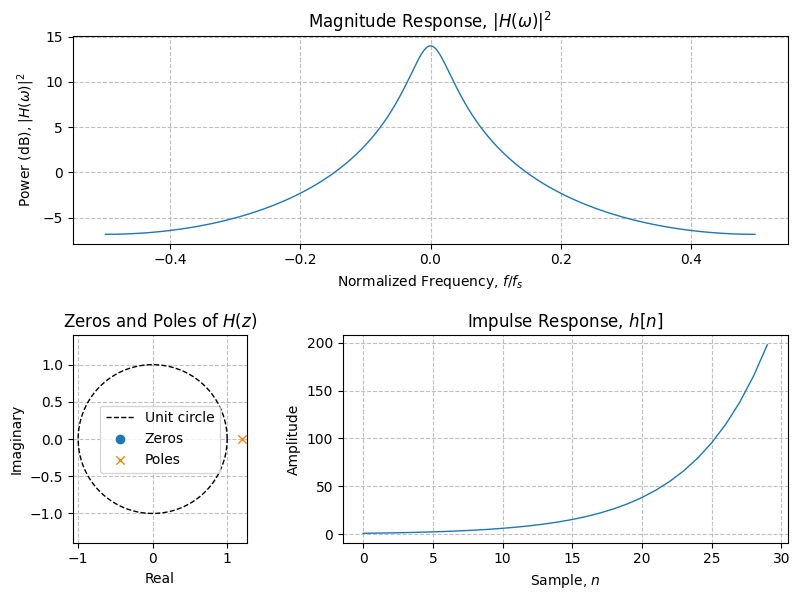 Magnitude Response, |H(ω)|²
15
10
5
0
−5
Power (dB), |H(ω)|²
−0.4 −0.2 0.0 0.2 0.4
Normalized Frequency, f/fₛ
Zeros and Poles of H(z)
1.0
0.5
0.0
−0.5
−1.0
Imaginary
Unit circle
Zeros
Poles
−1 0 1
Real
Impulse Response, h[n]
200
150
100
50
0
Amplitude
0 5 10 15 20 25 30
Sample, n